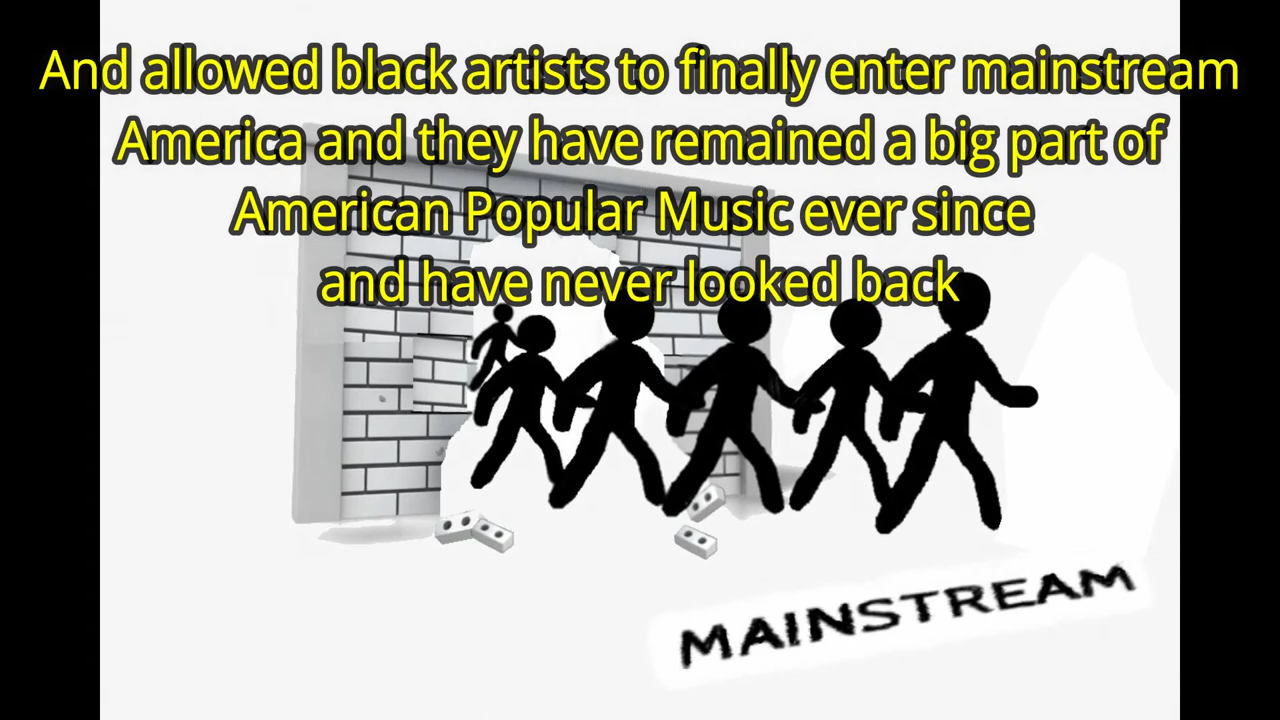 And allowed black artists to finally enter mainstream
America and they have remained a big part of
American Popular Music ever since
and have never looked back
MAINSTREAM